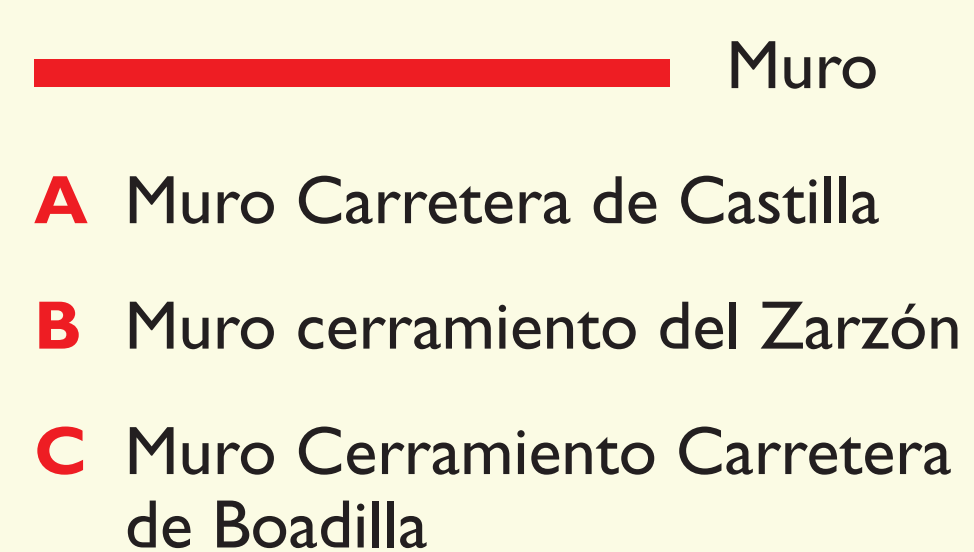 Muro
A Muro Carretera de Castilla
B Muro cerramiento del Zarzón
C Muro Cerramiento Carretera
de Boadilla